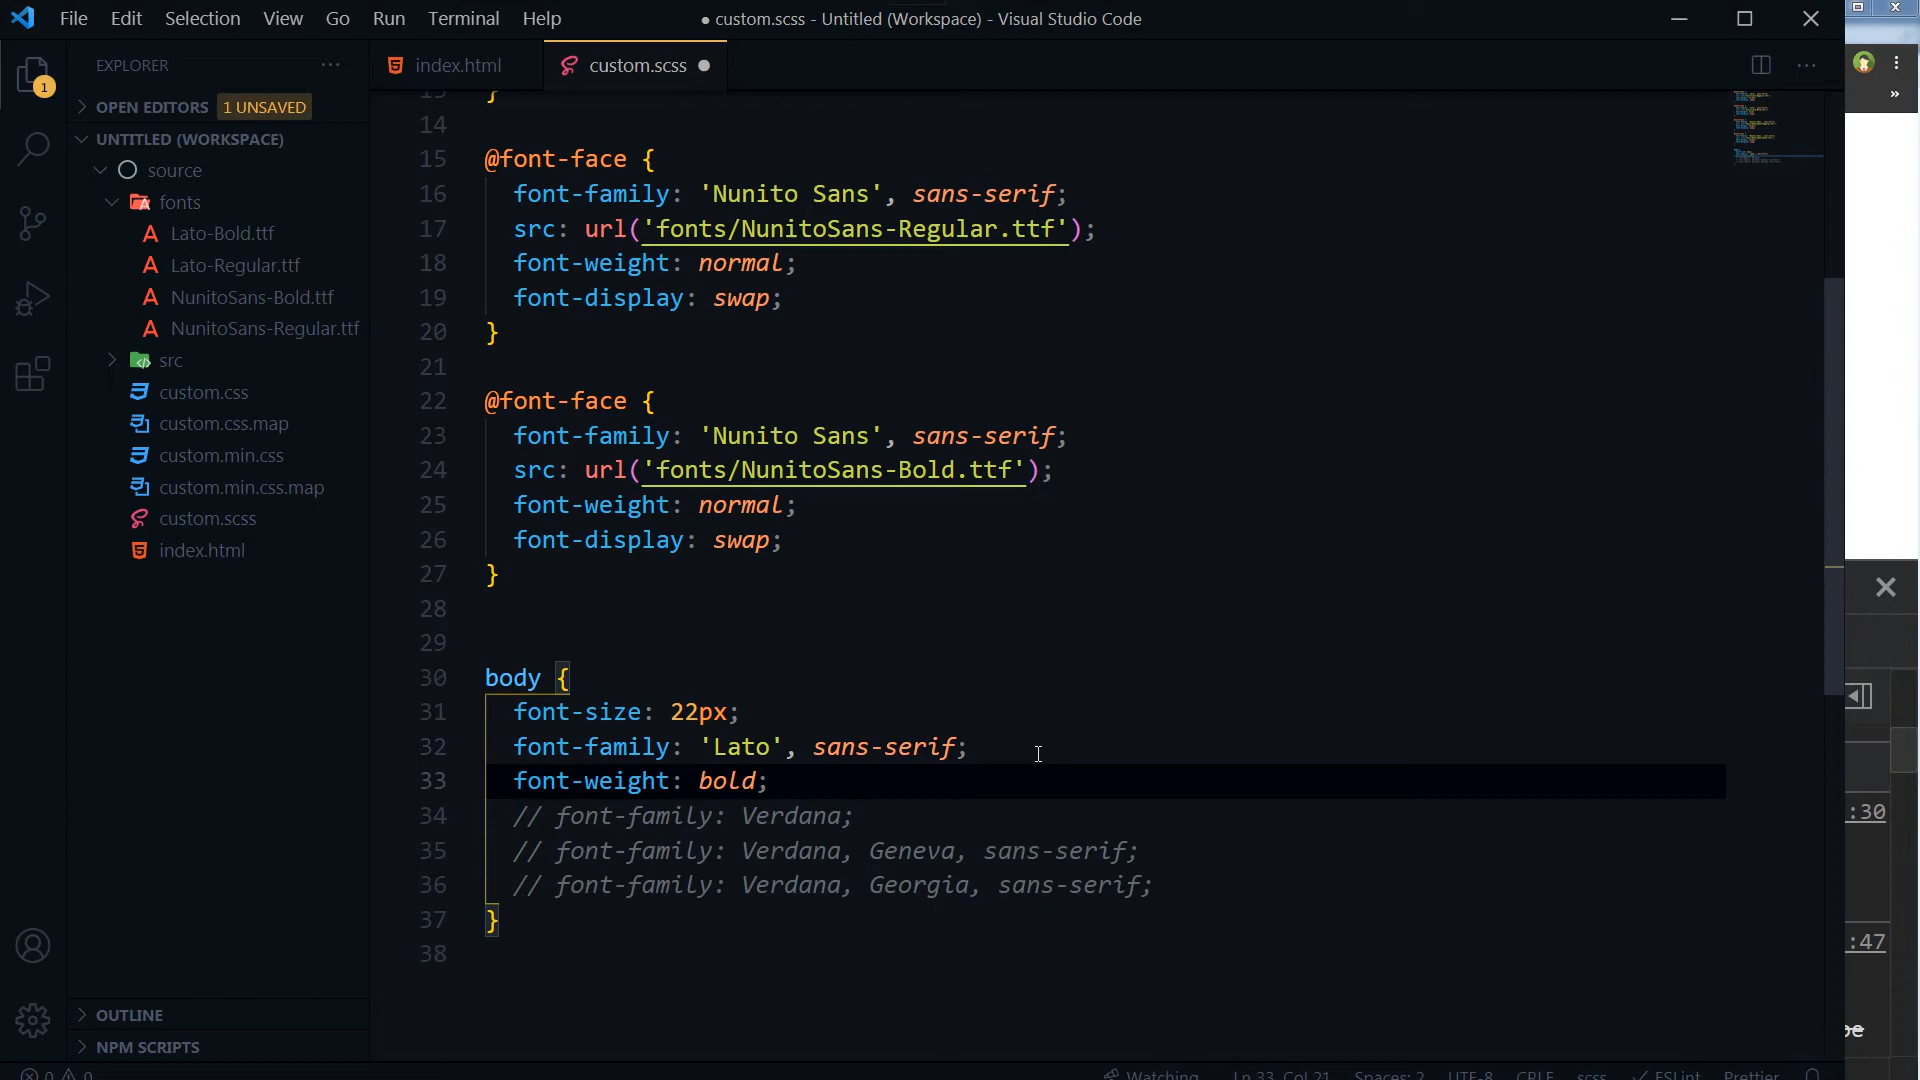 File Edit Selection View Go Run Terminal Help
● custom.scss - Untitled (Workspace) - Visual Studio Code
EXPLORER
index.html
custom.scss
OPEN EDITORS
1 UNSAVED
1
UNTITLED (WORKSPACE)
source
fonts
Lato-Bold.ttf
Lato-Regular.ttf
NunitoSans-Bold.ttf
NunitoSans-Regular.ttf
src
custom.css
custom.css.map
custom.min.css
custom.min.css.map
custom.scss
index.html
OUTLINE
NPM SCRIPTS
13 }
14
15 @font-face {
16 font-family: 'Nunito Sans', sans-serif;
17 src: url('fonts/NunitoSans-Regular.ttf');
18 font-weight: normal;
19 font-display: swap;
20 }
21
22 @font-face {
23 font-family: 'Nunito Sans', sans-serif;
24 src: url('fonts/NunitoSans-Bold.ttf');
25 font-weight: normal;
26 font-display: swap;
27 }
28
29
30 body {
31 font-size: 22px;
32 font-family: 'Lato', sans-serif;
33 font-weight: bold;
34 // font-family: Verdana;
35 // font-family: Verdana, Geneva, sans-serif;
36 // font-family: Verdana, Georgia, sans-serif;
37 }
38
:30
:47
0 0 Watching Ln 33, Col 21 Spaces: 2 UTF-8 CRLF scss ESLint Prettier